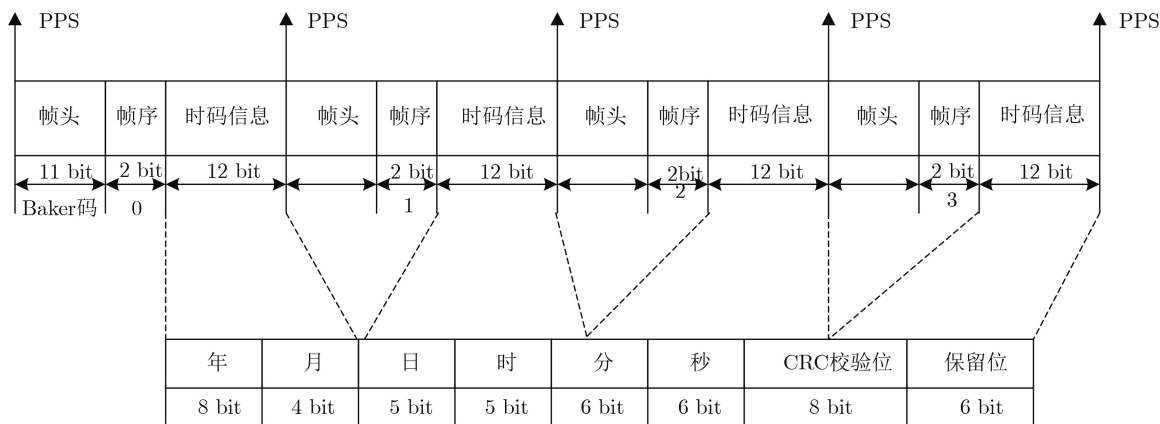 PPS PPS PPS PPS PPS
帧头 帧序 时码信息 帧头 帧序 时码信息 帧头 帧序 时码信息 帧头 帧序 时码信息
11 bit 2 bit 12 bit 2 bit 12 bit 2bit 12 bit 2 bit 12 bit
Baker码 0 1 2 3
年 月 日 时 分 秒 CRC校验位 保留位
8 bit 4 bit 5 bit 5 bit 6 bit 6 bit 8 bit 6 bit